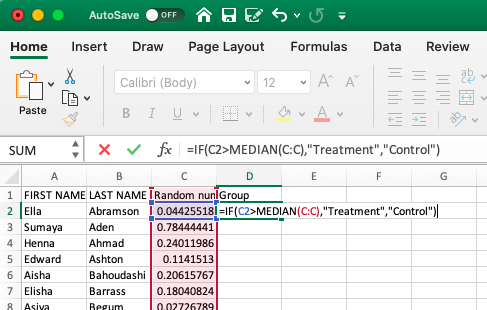 AutoSave OFF
Home Insert Draw Page Layout Formulas Data Review
Paste
Calibri (Body) 12 A^ Aˇ
B I U A
ab
c
SUM fx =IF(C2>MEDIAN(C:C),"Treatment","Control")
A B C D E F G
1 FIRST NAME LAST NAME Random num Group
2 Ella Abramson 0.04425518 =IF(C2>MEDIAN(C:C),"Treatment","Control")
3 Sumaya Aden 0.78444441
4 Henna Ahmad 0.24011986
5 Edward Ashton 0.1141513
6 Aisha Bahoudashi 0.20615767
7 Elisha Barrass 0.18040824
8 Asiya Begum 0.02726789